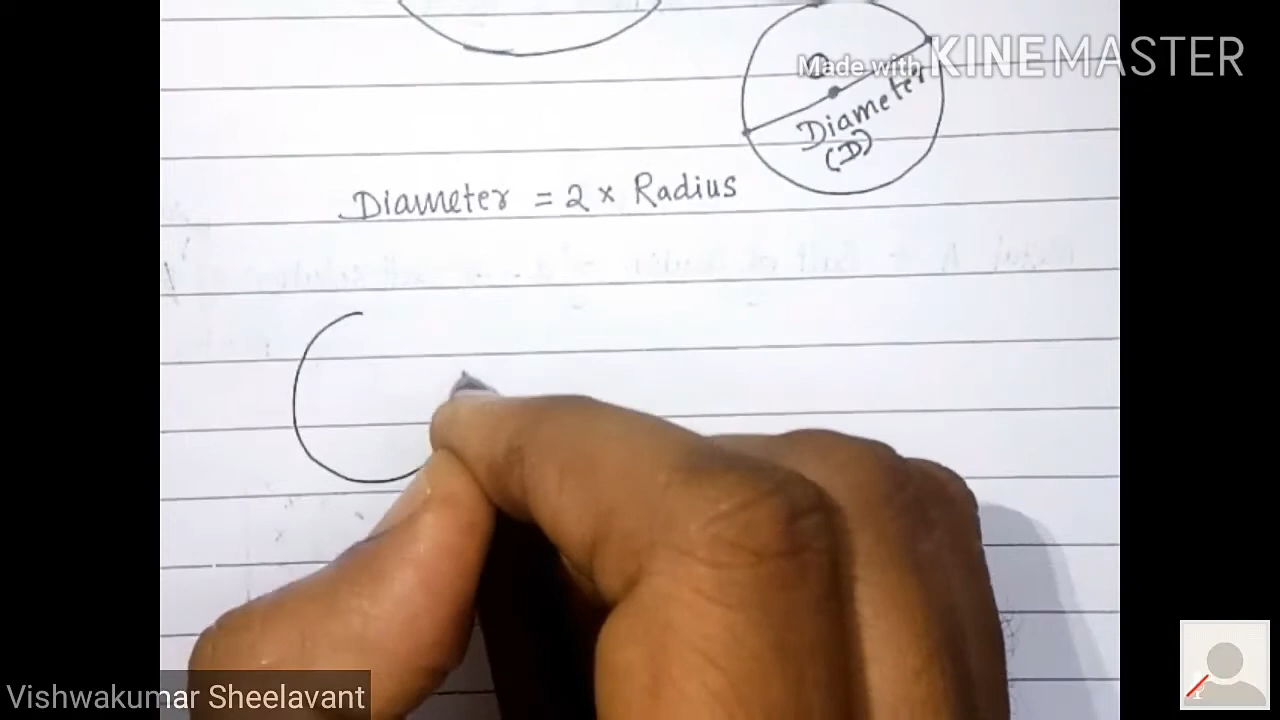 Made with KINEMASTER
O
Diameter
(D)
Diameter = 2 × Radius
Vishwakumar Sheelavant